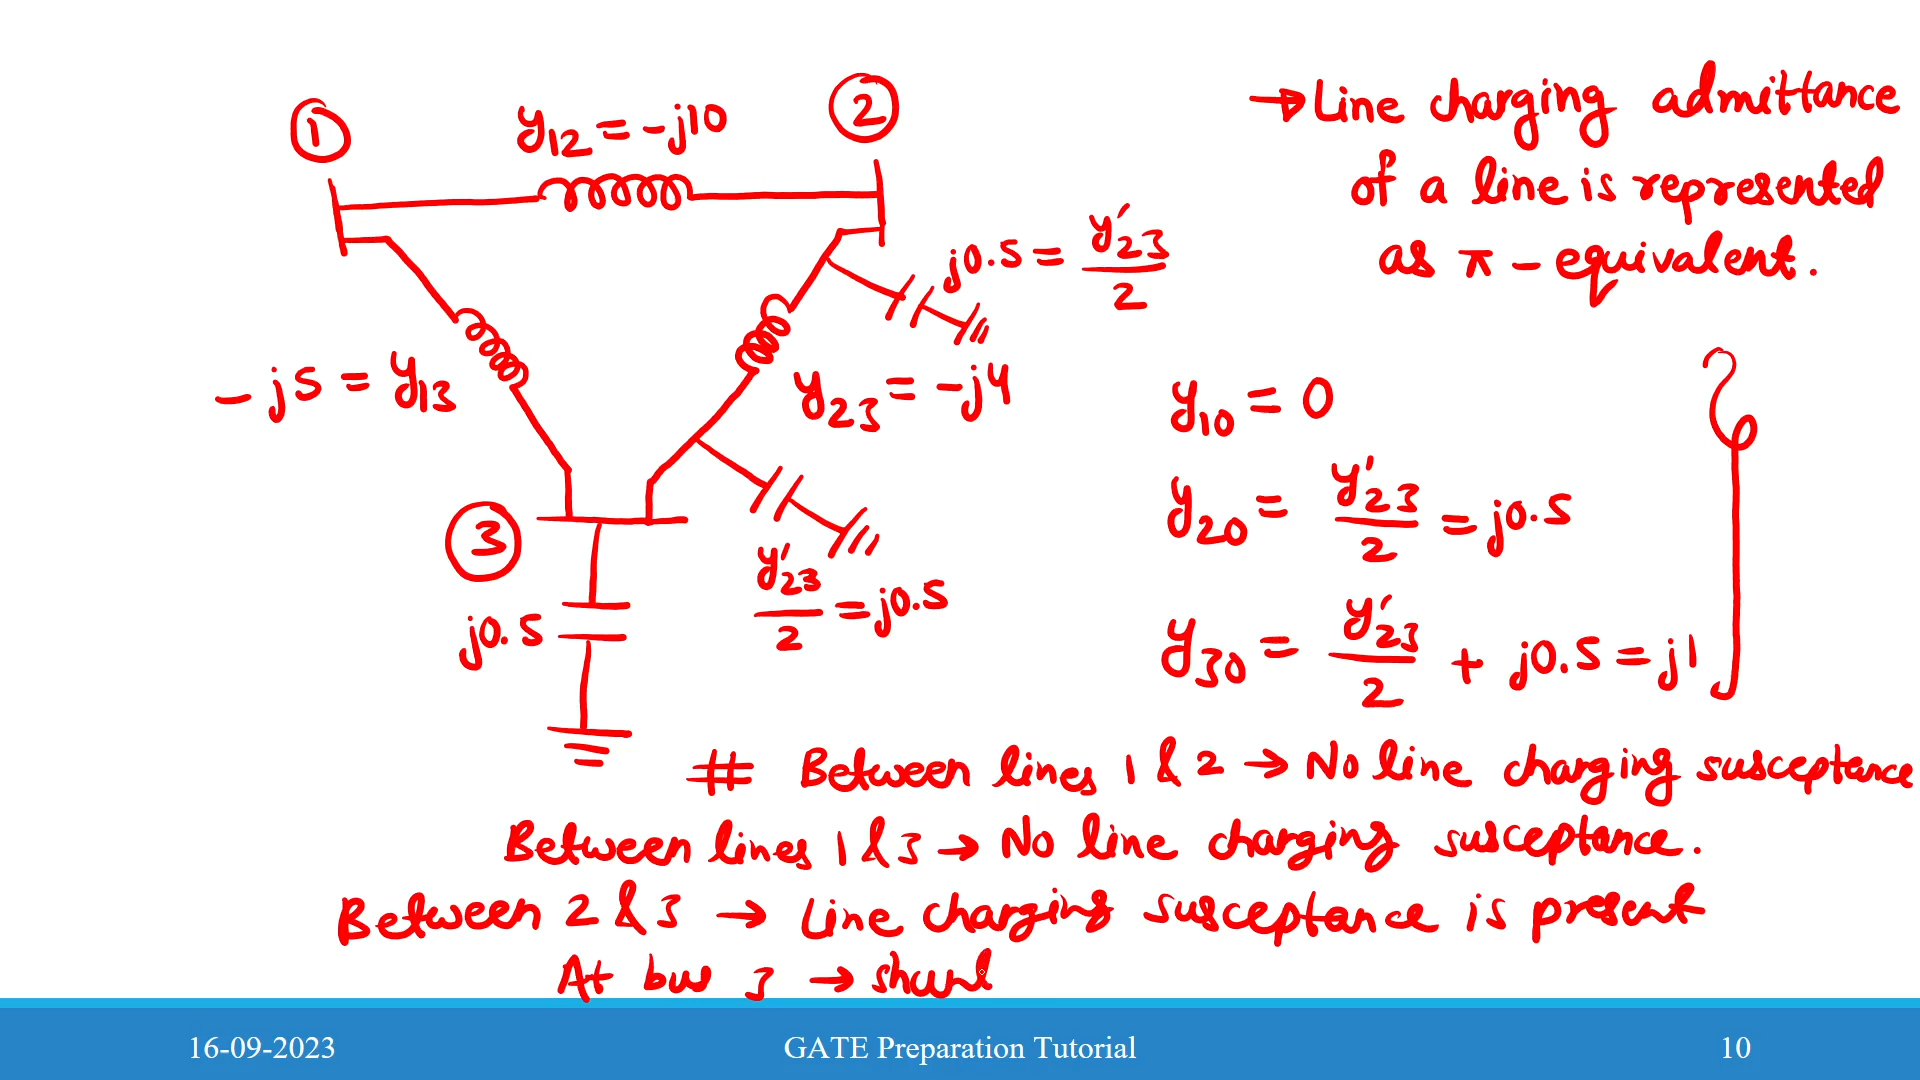 1
y12 = -j10
2
→ Line charging admittance
of a line is represented
as π - equivalent.
j0.5 = y'23/2
- j5 = y13
y23 = -j4
y10 = 0
y20 = y'23/2 = j0.5
3
j0.5
y'23/2 = j0.5
y30 = y'23/2 + j0.5 = j1
# Between lines 1 & 2 → No line charging susceptance
Between lines 1 & 3 → No line charging susceptance.
Between 2 & 3 → Line charging susceptance is present
At bus 3 →
16-09-2023
GATE Preparation Tutorial
10